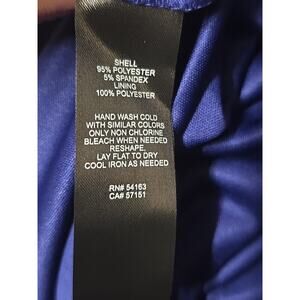 SHELL
95% POLYESTER
5% SPANDEX
LINING
100% POLYESTER
HAND WASH COLD
WITH SIMILAR COLORS
ONLY NON CHLORINE
BLEACH WHEN NEEDED
RESHAPE.
LAY FLAT TO DRY
COOL IRON AS NEEDED
RN# 54163
CA# 57151